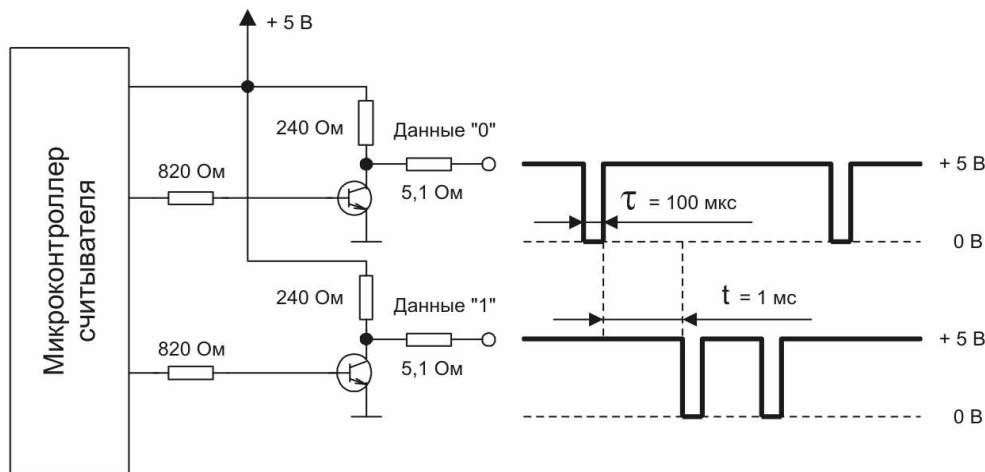 + 5 В
240 Ом
Данные "0"
820 Ом
5,1 Ом
+ 5 В
τ = 100 мкс
0 В
Микроконтроллер
считывателя
240 Ом
Данные "1"
t = 1 мс
820 Ом
5,1 Ом
+ 5 В
0 В